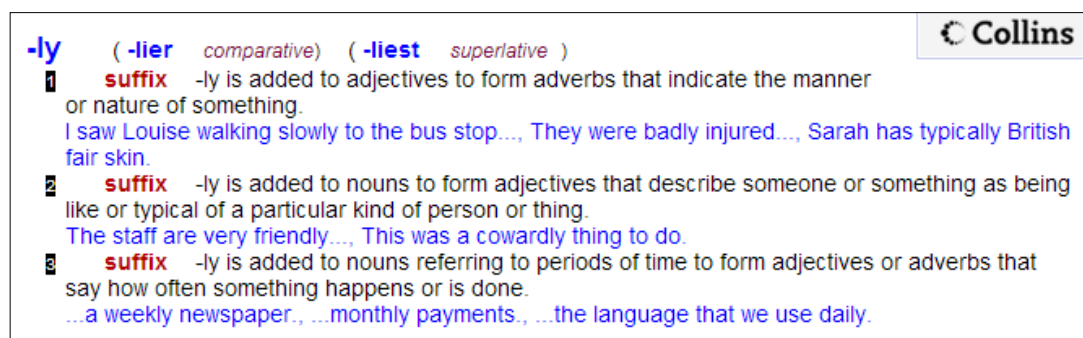 Collins
-ly ( -lier comparative) ( -liest superlative )
1 suffix -ly is added to adjectives to form adverbs that indicate the manner
or nature of something.
I saw Louise walking slowly to the bus stop..., They were badly injured..., Sarah has typically British
fair skin.
2 suffix -ly is added to nouns to form adjectives that describe someone or something as being
like or typical of a particular kind of person or thing.
The staff are very friendly..., This was a cowardly thing to do.
3 suffix -ly is added to nouns referring to periods of time to form adjectives or adverbs that
say how often something happens or is done.
...a weekly newspaper., ...monthly payments., ...the language that we use daily.